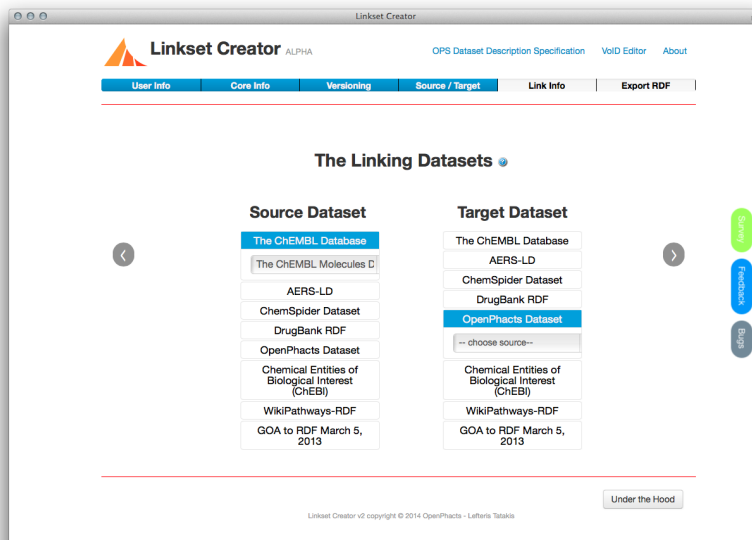 Linkset Creator
Linkset Creator ALPHA
OPS Dataset Description Specification VoID Editor About
User Info Core Info Versioning Source / Target Link Info Export RDF
The Linking Datasets
Source Dataset
The ChEMBL Database
The ChEMBL Molecules D
AERS-LD
ChemSpider Dataset
DrugBank RDF
OpenPhacts Dataset
Chemical Entities of
Biological Interest
(ChEBI)
WikiPathways-RDF
GOA to RDF March 5,
2013
Target Dataset
The ChEMBL Database
AERS-LD
ChemSpider Dataset
DrugBank RDF
OpenPhacts Dataset
-- choose source--
Chemical Entities of
Biological Interest
(ChEBI)
WikiPathways-RDF
GOA to RDF March 5,
2013
Survey
Feedback
Bugs
Under the Hood
Linkset Creator v2 copyright © 2014 OpenPhacts - Lefteris Tatakis